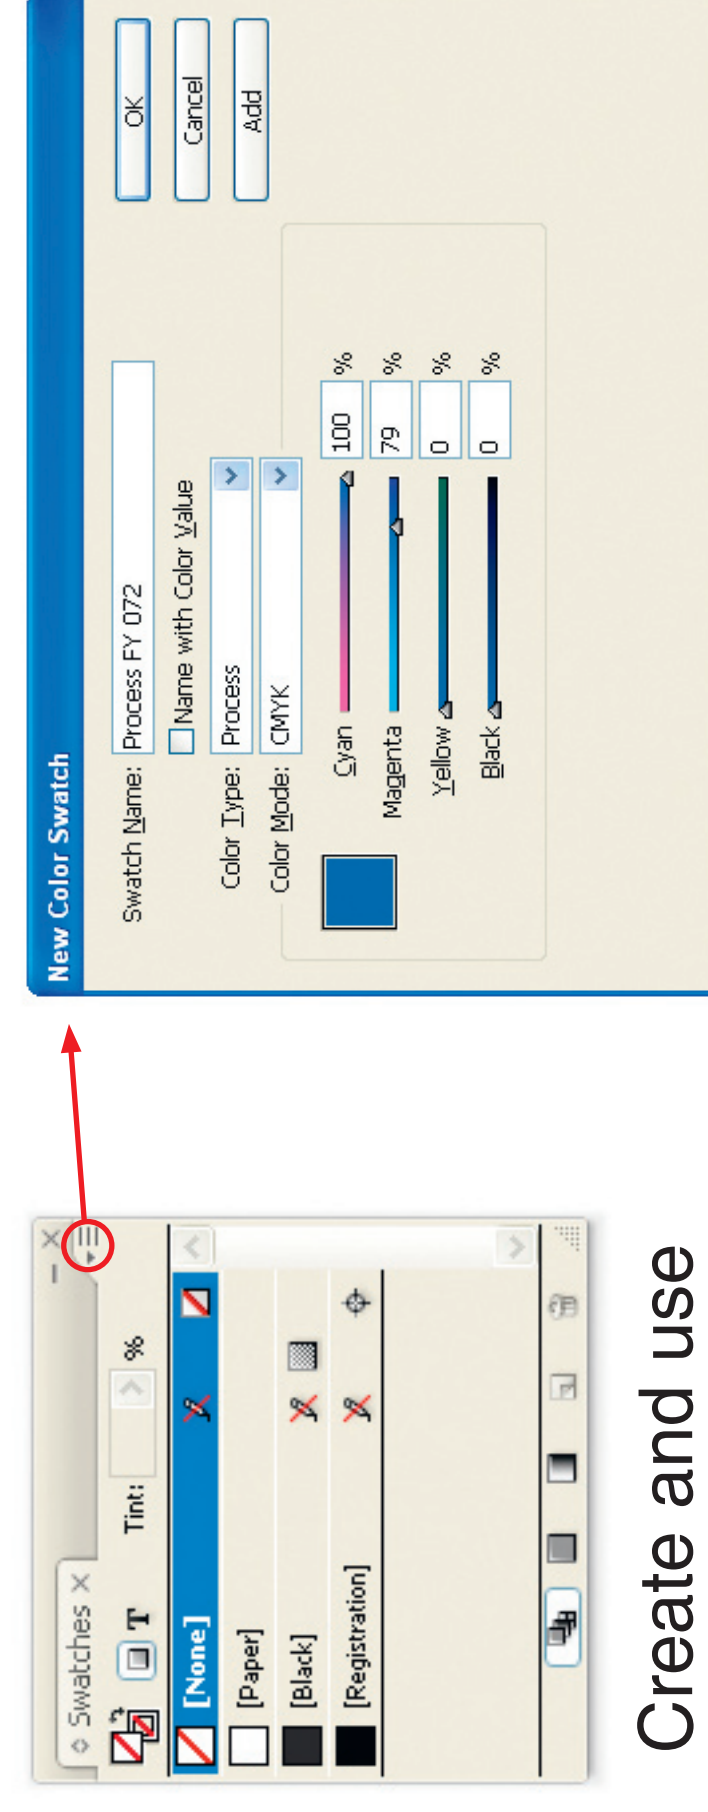 Swatches
T
Tint:
%
[None]
[Paper]
[Black]
[Registration]
Create and use
New Color Swatch
Swatch Name: Process FY 072
Name with Color Value
Color Type: Process
Color Mode: CMYK
Cyan 100 %
Magenta 79 %
Yellow 0 %
Black 0 %
OK
Cancel
Add